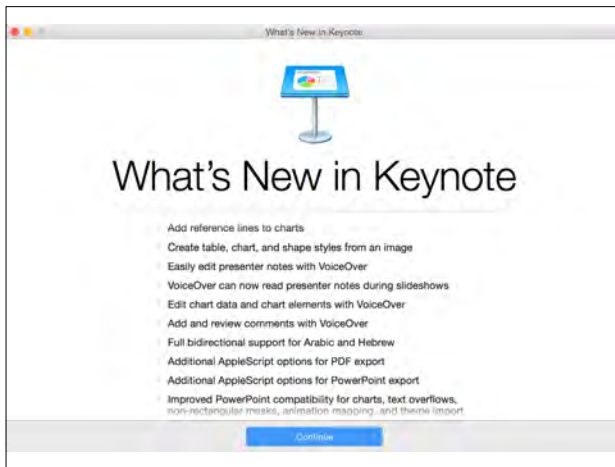 What's New in Keynote
What's New in Keynote
Add reference lines to charts
Create table, chart, and shape styles from an image
Easily edit presenter notes with VoiceOver
VoiceOver can now read presenter notes during slideshows
Edit chart data and chart elements with VoiceOver
Add and review comments with VoiceOver
Full bidirectional support for Arabic and Hebrew
Additional AppleScript options for PDF export
Additional AppleScript options for PowerPoint export
Improved PowerPoint compatibility for charts, text overflows,
non-rectangular masks, animation mapping, and theme import
Continue